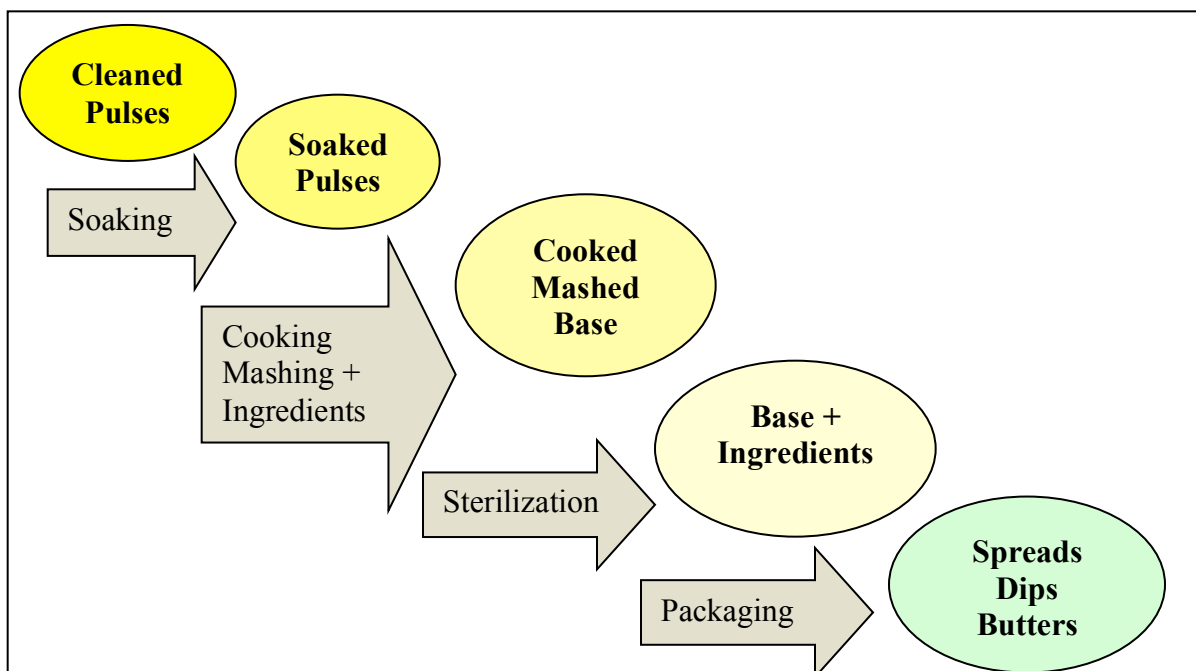 Cleaned
Pulses
Soaking
Soaked
Pulses
Cooking
Mashing +
Ingredients
Cooked
Mashed
Base
Sterilization
Base +
Ingredients
Packaging
Spreads
Dips
Butters